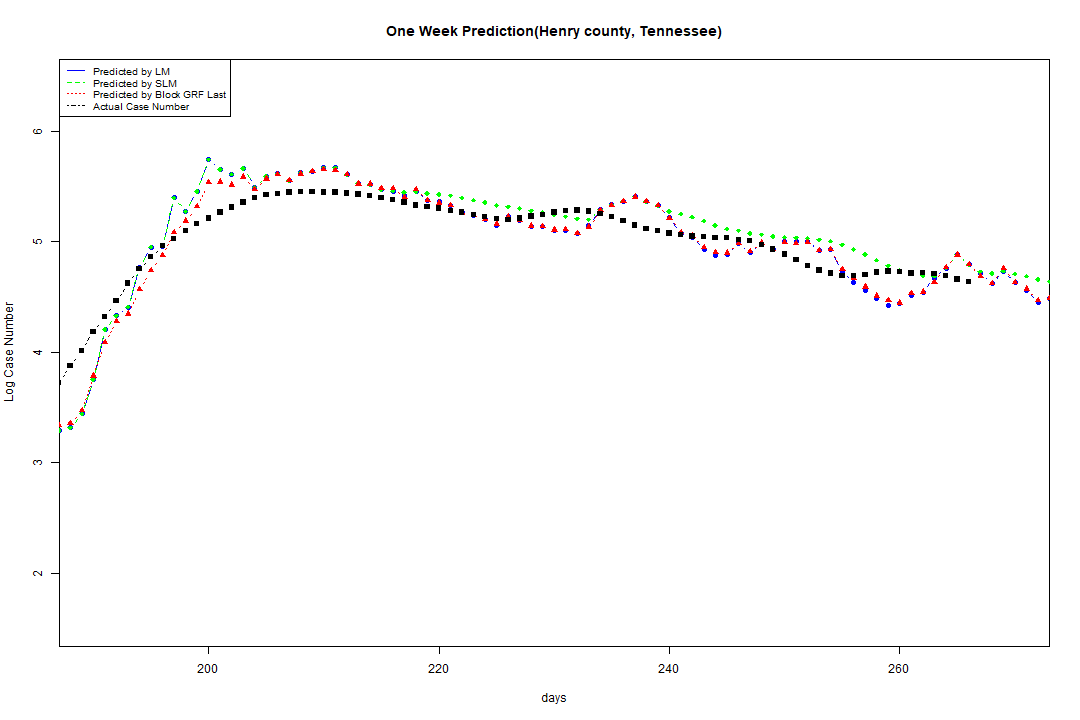 One Week Prediction(Henry county, Tennessee)
Predicted by LM
Predicted by SLM
Predicted by Block GRF Last
Actual Case Number
6
5
4
3
2
Log Case Number
200
220
240
260
days